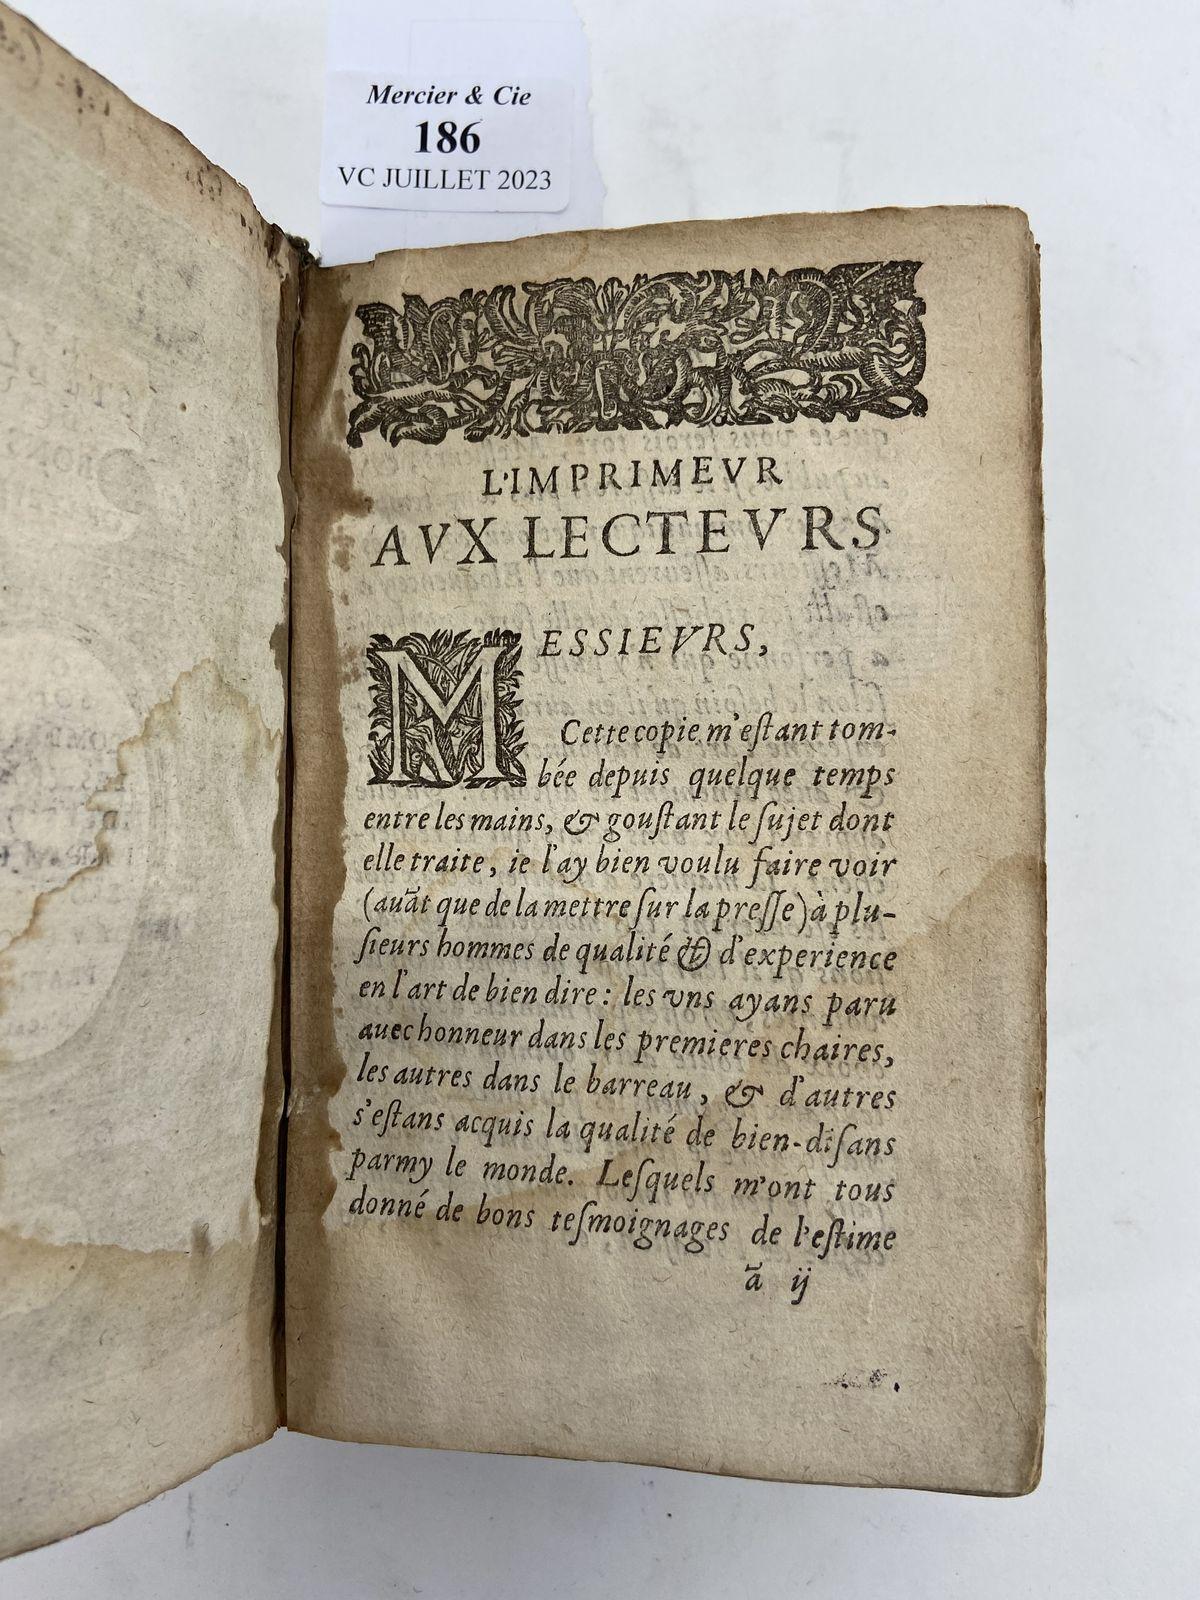 Mercier & Cie
186
VC JUILLET 2023
L'IMPRIMEVR
AVX LECTEVRS
MESSIEVRS,
Cette copie m'eſtant tom-
bée depuis quelque temps
entre les mains, & gouſtant le ſujet dont
elle traite, ie l'ay bien voulu faire voir
(auāt que de la mettre ſur la preſſe) à plu-
ſieurs hommes de qualité & d'experience
en l'art de bien dire : les vns ayans paru
auec honneur dans les premieres chaires,
les autres dans le barreau, & d'autres
s'eſtans acquis la qualité de bien-diſans
parmy le monde. Leſquels m'ont tous
donné de bons teſmoignages de l'eſtime
ā ij